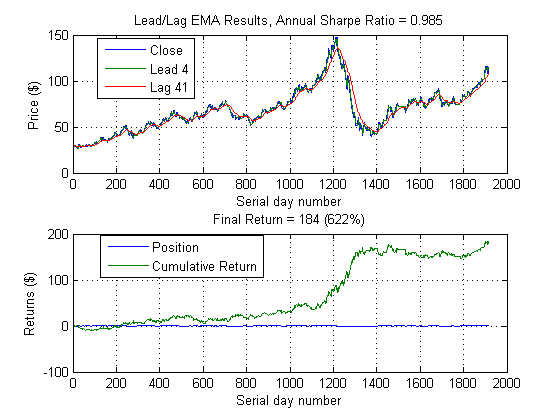 Lead/Lag EMA Results, Annual Sharpe Ratio = 0.985
150
100
50
0
Price ($)
Close
Lead 4
Lag 41
0 200 400 600 800 1000 1200 1400 1600 1800 2000
Serial day number
Final Return = 184 (622%)
200
100
0
-100
Returns ($)
Position
Cumulative Return
0 200 400 600 800 1000 1200 1400 1600 1800 2000
Serial day number